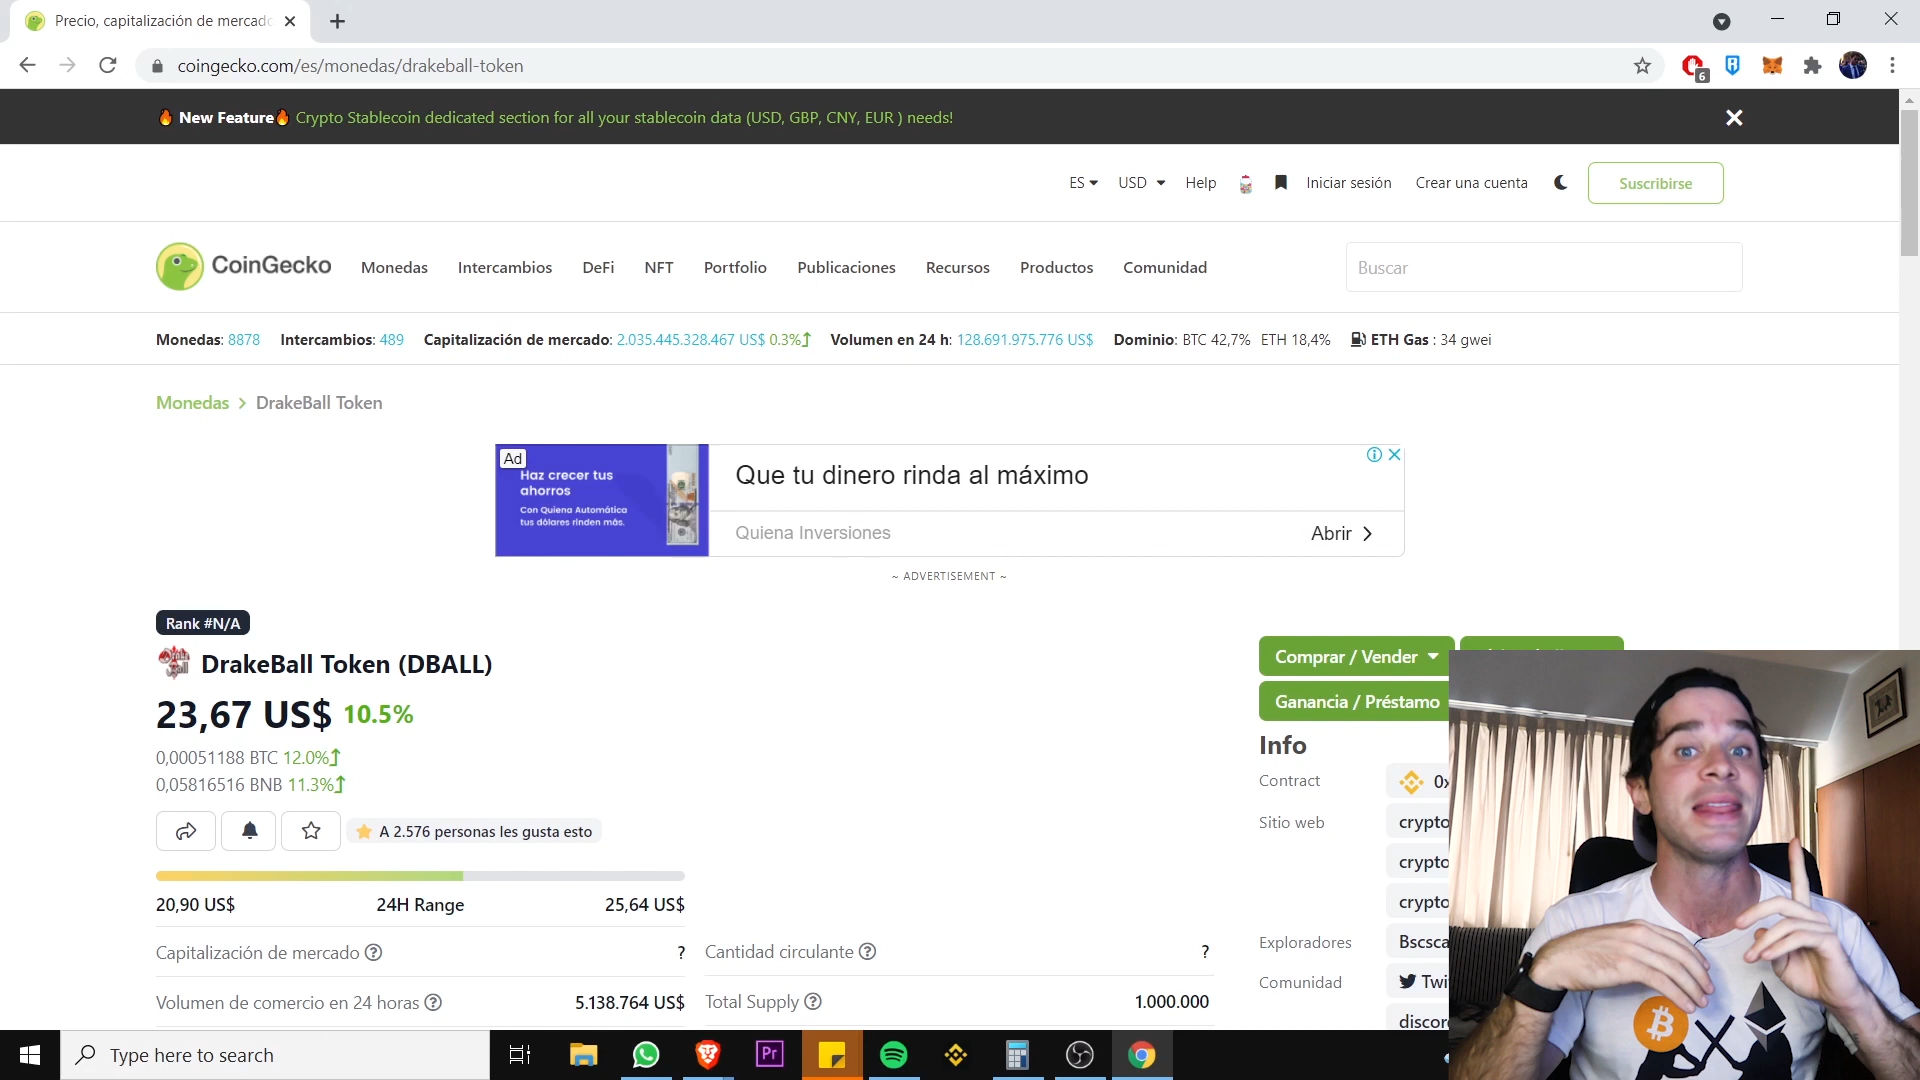 Precio, capitalización de mercado
coingecko.com/es/monedas/drakeball-token
6
New Feature Crypto Stablecoin dedicated section for all your stablecoin data (USD, GBP, CNY, EUR ) needs!
ES USD Help Iniciar sesión Crear una cuenta Suscribirse
CoinGecko Monedas Intercambios DeFi NFT Portfolio Publicaciones Recursos Productos Comunidad Buscar
Monedas: 8878 Intercambios: 489 Capitalización de mercado: 2.035.445.328.467 US$ 0.3% Volumen en 24 h: 128.691.975.776 US$ Dominio: BTC 42,7% ETH 18,4% ETH Gas : 34 gwei
Monedas > DrakeBall Token
Ad
Haz crecer tus
ahorros
Con Quiena Automática
tus dólares rinden más.
Que tu dinero rinda al máximo
Quiena Inversiones Abrir
~ ADVERTISEMENT ~
Rank #N/A
DrakeBall Token (DBALL)
23,67 US$ 10.5%
0,00051188 BTC 12.0%
0,05816516 BNB 11.3%
A 2.576 personas les gusta esto
20,90 US$ 24H Range 25,64 US$
Capitalización de mercado ? ?
Volumen de comercio en 24 horas ? 5.138.764 US$
Cantidad circulante ? ?
Total Supply ? 1.000.000
Comprar / Vender
Ganancia / Préstamo
Info
Contract 0x
Sitio web crypto
crypto
crypto
Exploradores Bscsca
Comunidad Twi
discor
Type here to search
Pr